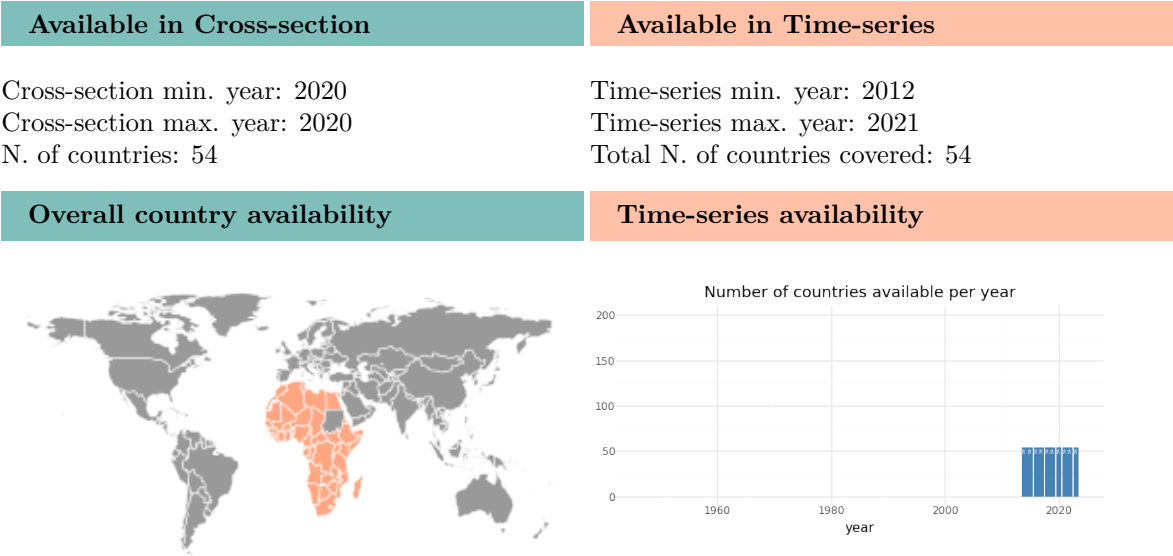 Available in Cross-section
Available in Time-series
Cross-section min. year: 2020
Cross-section max. year: 2020
N. of countries: 54
Time-series min. year: 2012
Time-series max. year: 2021
Total N. of countries covered: 54
Overall country availability
Time-series availability
Number of countries available per year
200
150
100
50
0
1960
1980
2000
2020
year